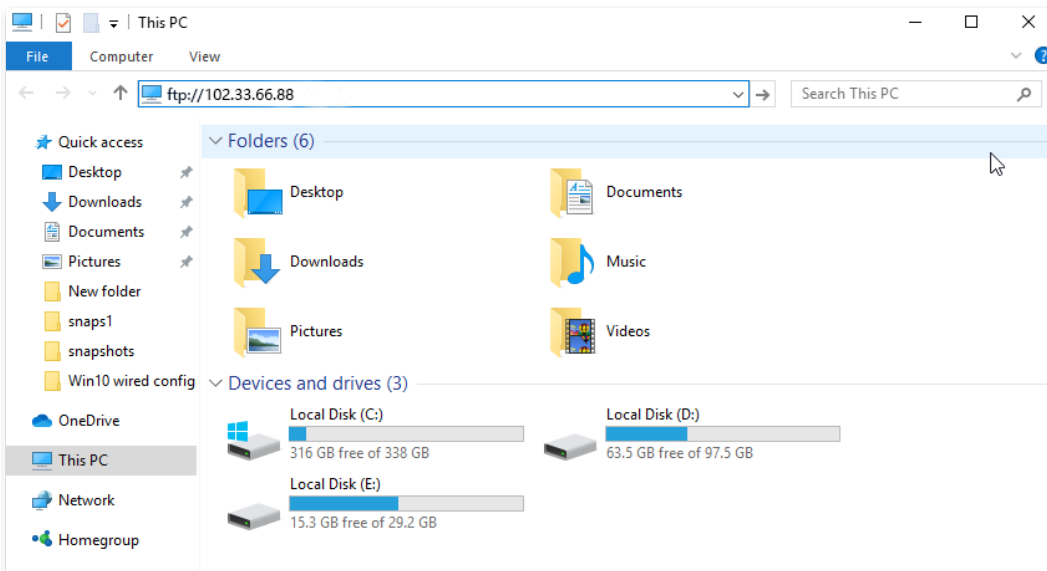 This PC
File Computer View
ftp://102.33.66.88 Search This PC
Quick access
Desktop
Downloads
Documents
Pictures
New folder
snaps1
snapshots
Win10 wired config
OneDrive
This PC
Network
Homegroup
Folders (6)
Desktop Documents
Downloads Music
Pictures Videos
Devices and drives (3)
Local Disk (C:) Local Disk (D:)
316 GB free of 338 GB 63.5 GB free of 97.5 GB
Local Disk (E:)
15.3 GB free of 29.2 GB